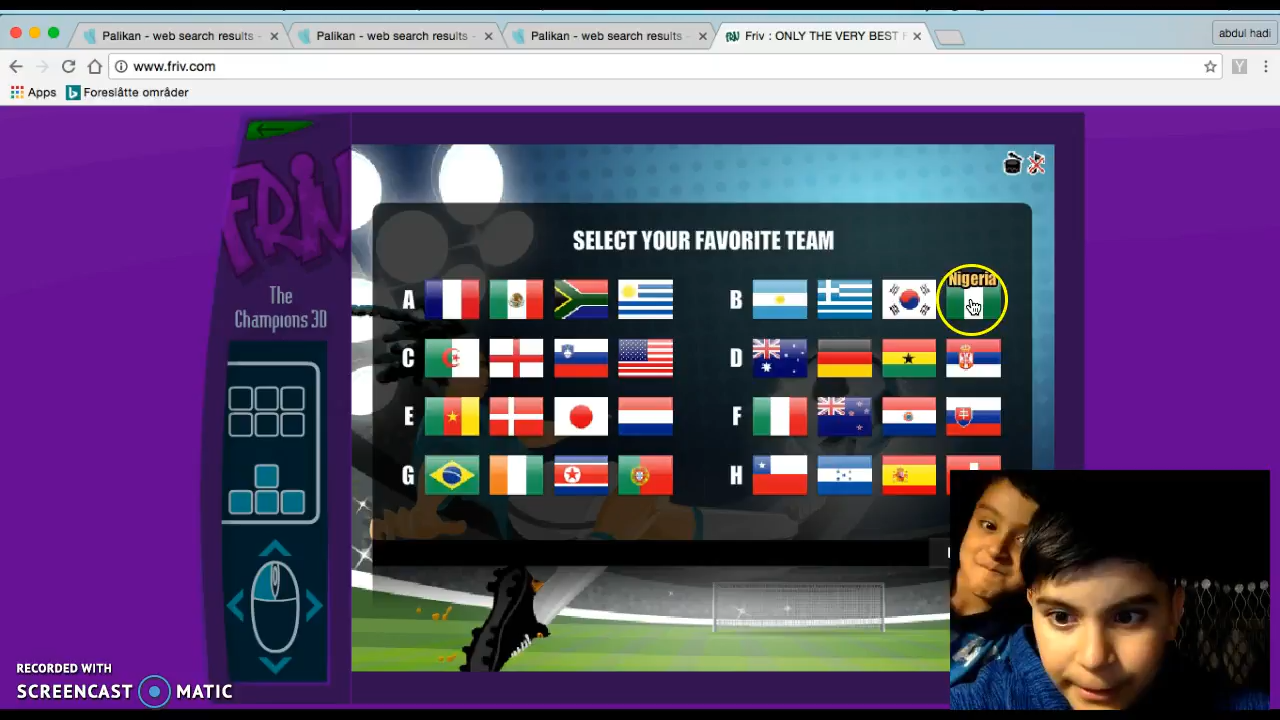 Palikan - web search results -
Palikan - web search results -
Palikan - web search results -
Friv : ONLY THE VERY BEST F
abdul hadi
www.friv.com
Apps
Foreslåtte områder
FRIV
The
Champions 3D
SELECT YOUR FAVORITE TEAM
A
B
Nigeria
C
D
E
F
G
H
RECORDED WITH
SCREENCAST MATIC